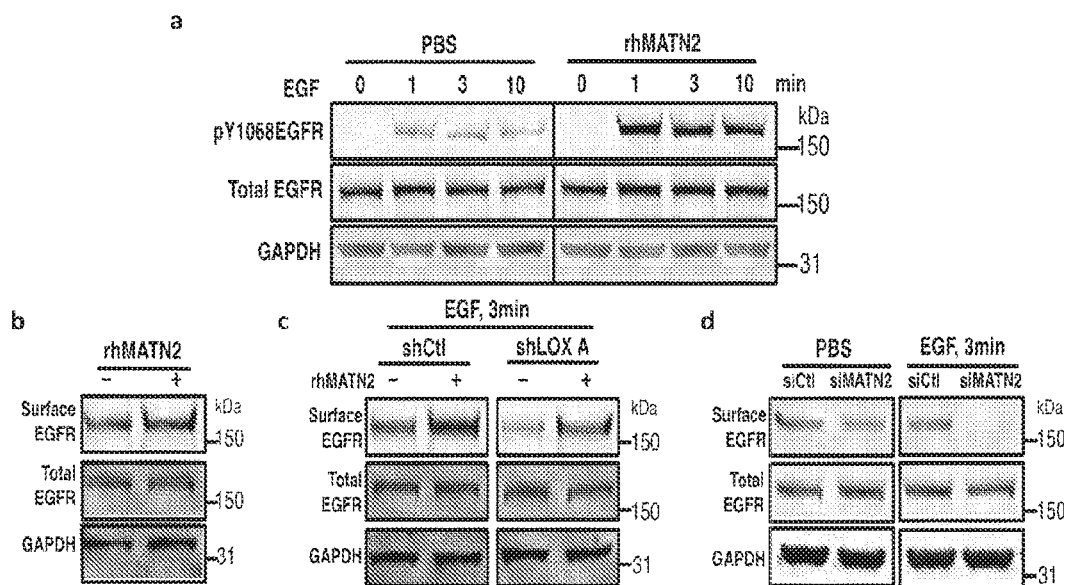 a
PBS rhMATN2
EGF 0 1 3 10 0 1 3 10 min
kDa
pY1068EGFR
150
Total EGFR
150
GAPDH
31
b
rhMATN2
- +
kDa
Surface EGFR
150
Total EGFR
150
GAPDH
31
c
EGF, 3min
shCtl shLOX A
rhMATN2 - + - +
kDa
Surface EGFR
150
Total EGFR
150
GAPDH
31
d
PBS EGF, 3min
siCtl siMATN2 siCtl siMATN2
kDa
Surface EGFR
150
Total EGFR
150
GAPDH
31